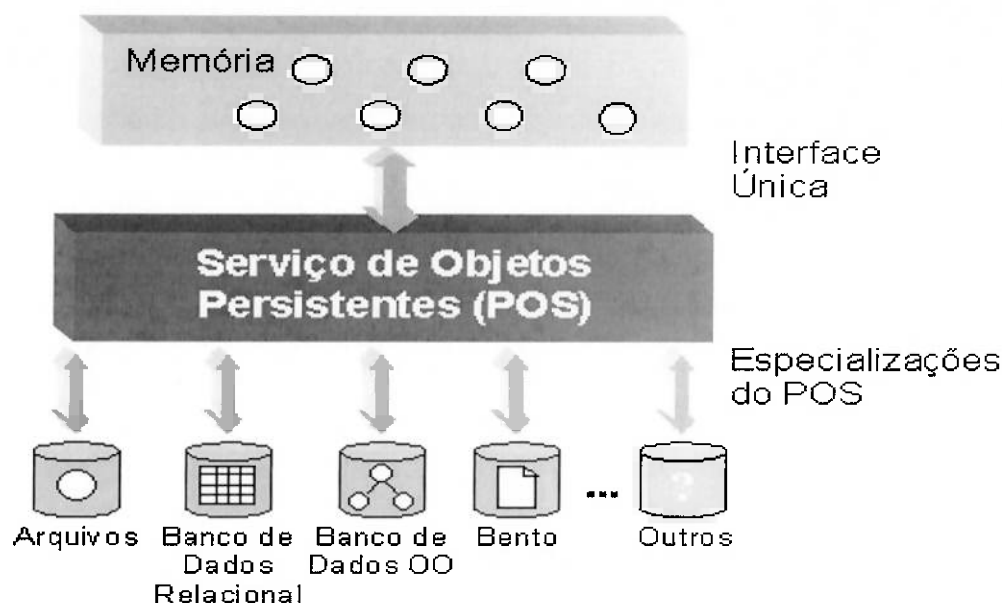 Memória
Interface
Única
Serviço de Objetos
Persistentes (POS)
Especializações
do POS
?
...
Arquivos
Banco de
Dados
Relacional
Banco de
Dados OO
Bento
Outros